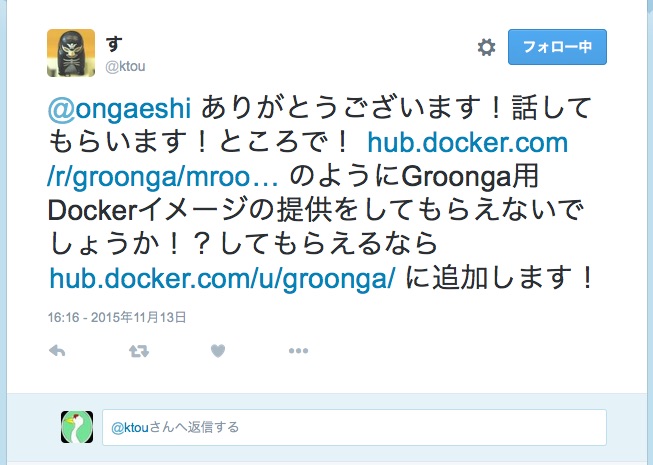 す
@ktou
フォロー中
@ongaeshi ありがとうございます！話して
もらいます！ところで！ hub.docker.com
/r/groonga/mroo… のようにGroonga用
Dockerイメージの提供をしてもらえないで
しょうか！？してもらえるなら
hub.docker.com/u/groonga/ に追加します！
16:16 - 2015年11月13日
@ktouさんへ返信する